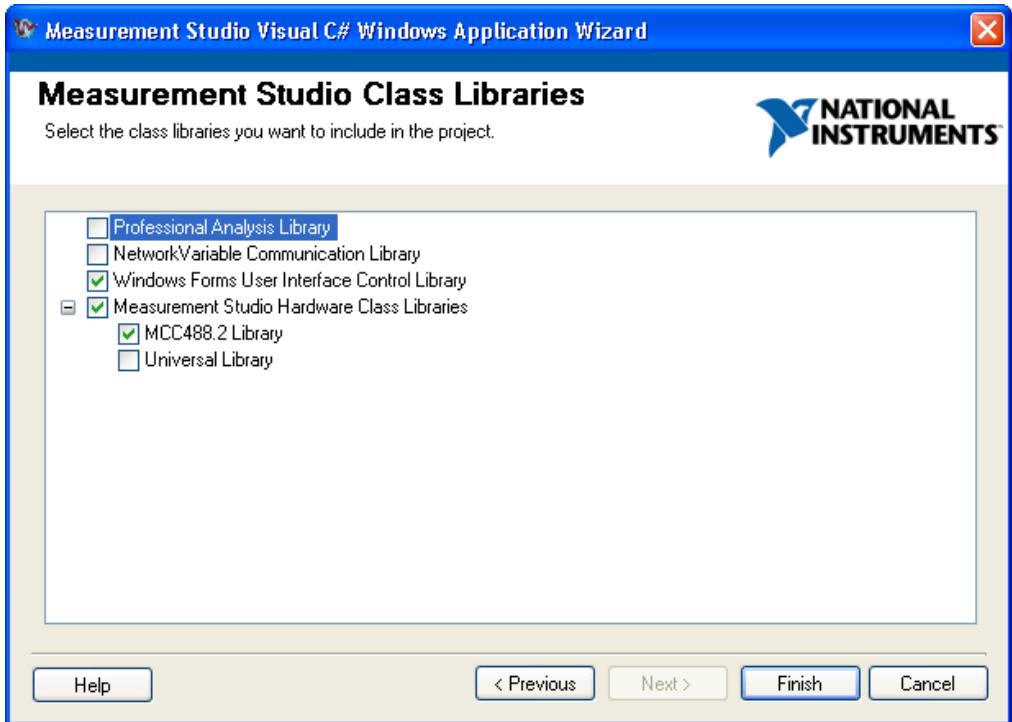 Measurement Studio Visual C# Windows Application Wizard
Measurement Studio Class Libraries
Select the class libraries you want to include in the project.
NATIONAL
INSTRUMENTS
Professional Analysis Library
NetworkVariable Communication Library
Windows Forms User Interface Control Library
Measurement Studio Hardware Class Libraries
MCC488.2 Library
Universal Library
Help
< Previous
Next >
Finish
Cancel